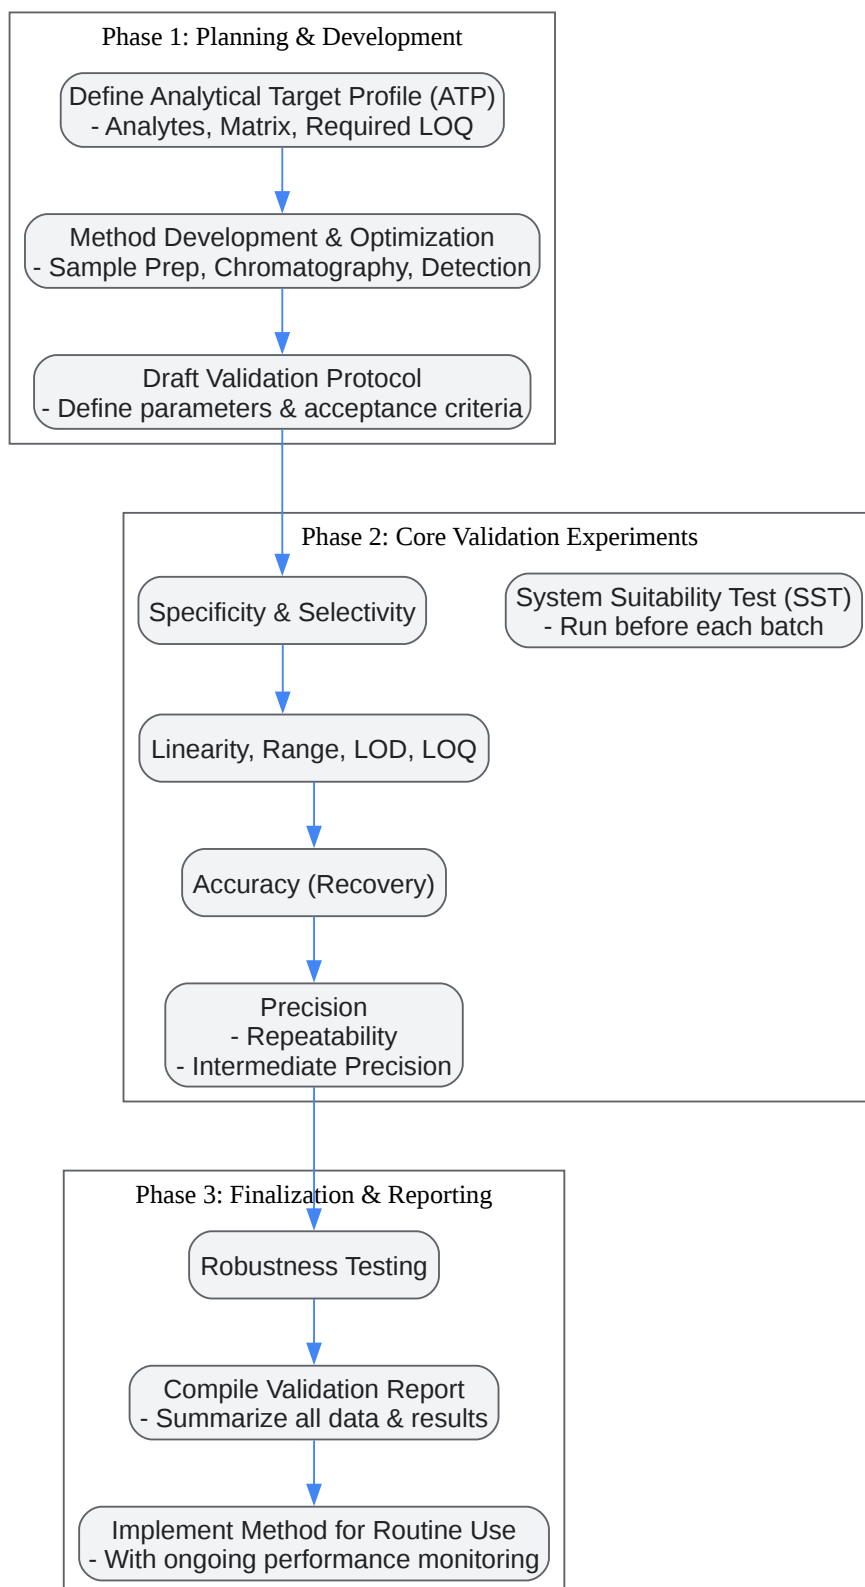 Phase 1: Planning & Development
Define Analytical Target Profile (ATP)
- Analytes, Matrix, Required LOQ
Method Development & Optimization
- Sample Prep, Chromatography, Detection
Draft Validation Protocol
- Define parameters & acceptance criteria
Phase 2: Core Validation Experiments
Specificity & Selectivity
System Suitability Test (SST)
- Run before each batch
Linearity, Range, LOD, LOQ
Accuracy (Recovery)
Precision
- Repeatability
- Intermediate Precision
Phase 3: Finalization & Reporting
Robustness Testing
Compile Validation Report
- Summarize all data & results
Implement Method for Routine Use
- With ongoing performance monitoring